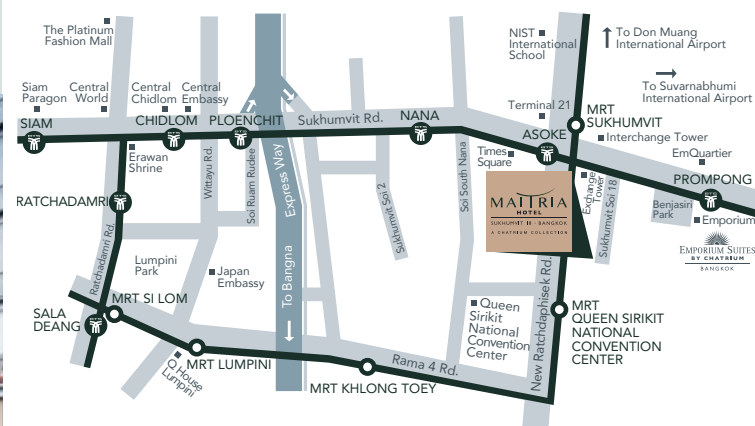 The Platinum
Fashion Mall
NIST
International
School
To Don Muang
International Airport
To Suvarnabhumi
International Airport
Siam
Paragon
Central
World
Central
Chidlom
Central
Embassy
SIAM
CHIDLOM
PLOENCHIT
Sukhumvit Rd.
NANA
Terminal 21
ASOKE
MRT
SUKHUMVIT
Interchange Tower
EmQuartier
PROMPONG
Times
Square
Erawan
Shrine
Wittayu Rd.
Soi Ruam Rudee
Express Way
Sukhumvit Soi 2
Soi South Nana
Exchange
Tower
Sukhumvit Soi 18
Benjasiri
Park
Emporium
MAITRIA
HOTEL
SUKHUMVIT 18 - BANGKOK
A CHATRIUM COLLECTION
EMPORIUM SUITES
BY CHATRIUM
BANGKOK
RATCHADAMRI
Ratchadamri Rd.
Lumpini
Park
Japan
Embassy
To Bangna
New Ratchdaphisek Rd.
SALA
DEANG
MRT SI LOM
Queen
Sirikit
National
Convention
Center
MRT
QUEEN SIRIKIT
NATIONAL
CONVENTION
CENTER
Q House
Lumpini
MRT LUMPINI
Rama 4 Rd.
MRT KHLONG TOEY